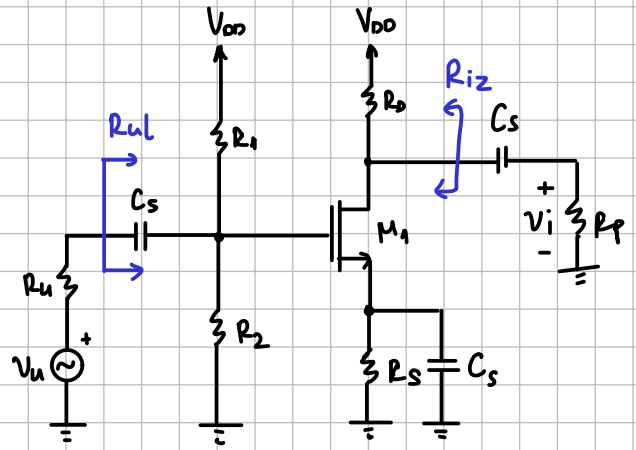 VDD
VDD
Riz
RD
Cs
Rul
R1
Cs
+
vi
-
Rp
M1
Ru
R2
+
vu
Rs
Cs